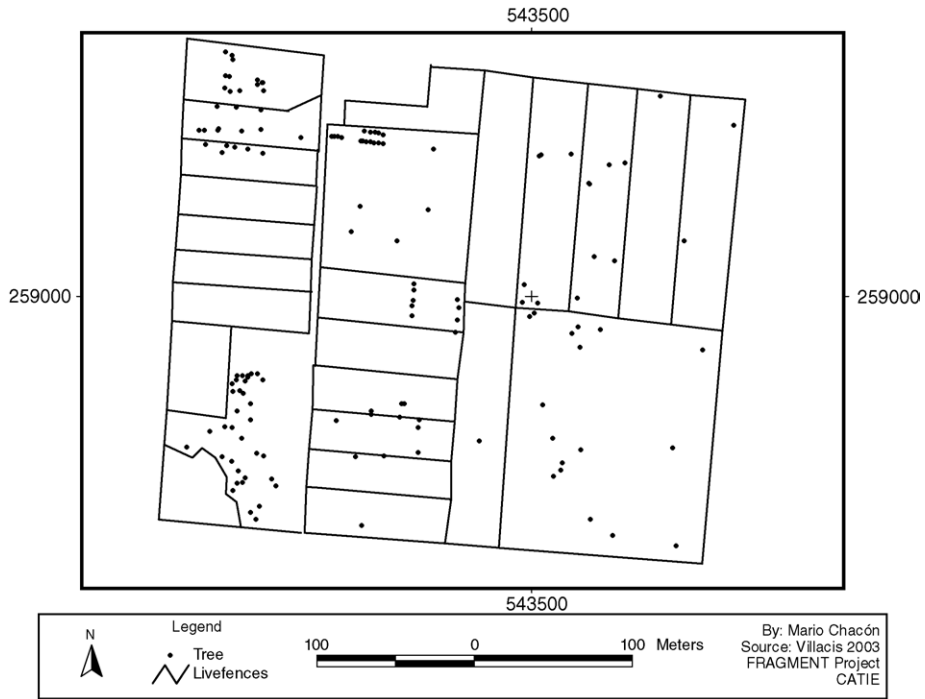 543500
259000
259000
543500
N
Legend
Tree
Livefences
100 0 100 Meters
By: Mario Chacón
Source: Villacis 2003
FRAGMENT Project
CATIE